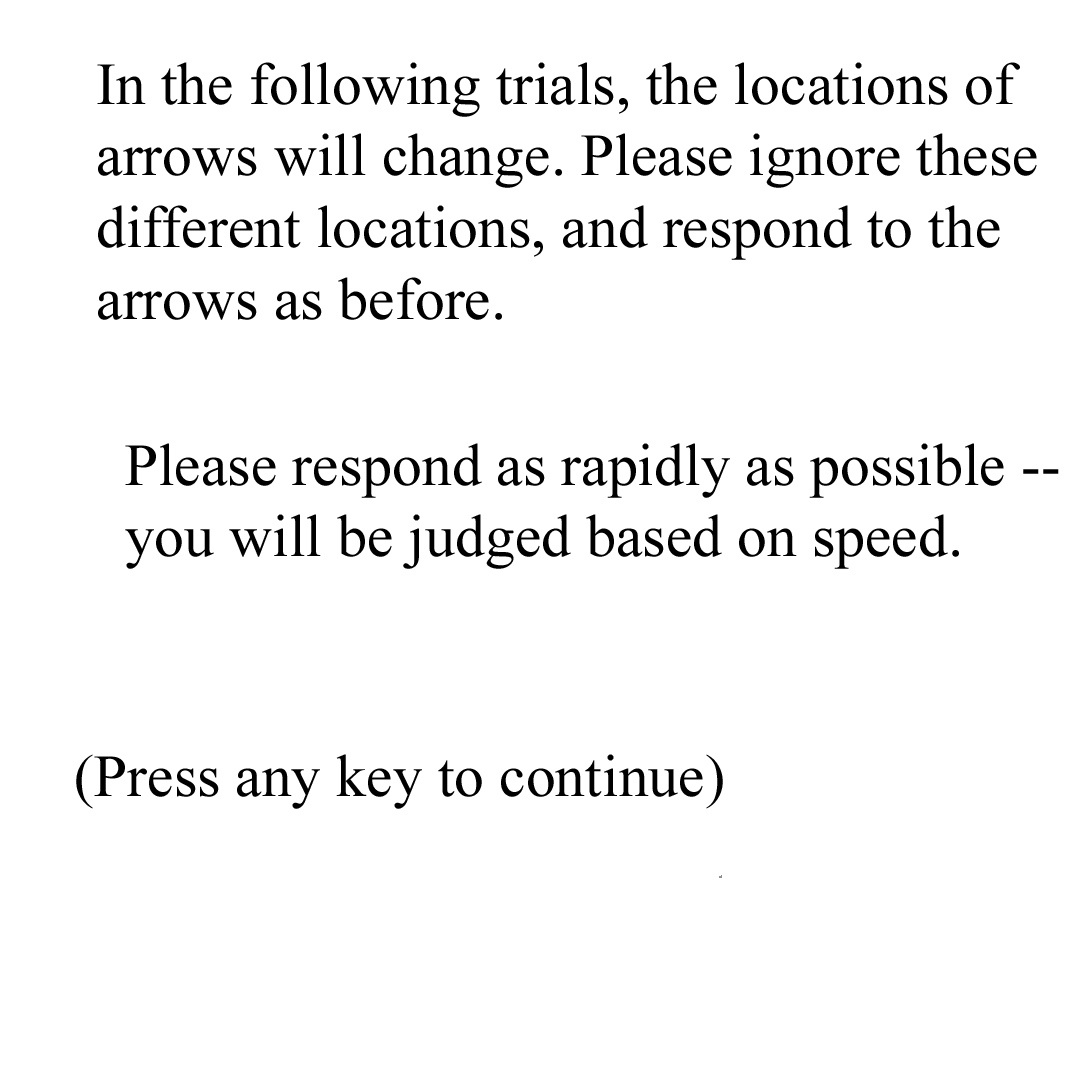 In the following trials, the locations of
arrows will change. Please ignore these
different locations, and respond to the
arrows as before.
Please respond as rapidly as possible --
you will be judged based on speed.
(Press any key to continue)